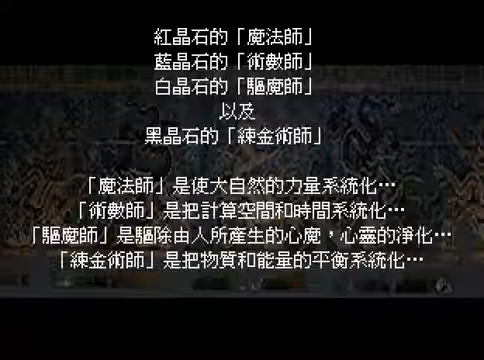 紅晶石的「魔法師」
藍晶石的「術數師」
白晶石的「驅魔師」
以及
黑晶石的「練金術師」
「魔法師」是使大自然的力量系統化…
「術數師」是把計算空間和時間系統化…
「驅魔師」是驅除由人所產生的心魔，心靈的淨化…
「練金術師」是把物質和能量的平衡系統化…